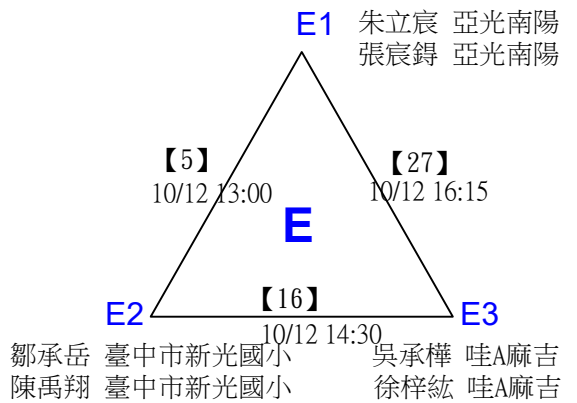 E1 朱立宸 亞光南陽
張宸鍀 亞光南陽
【5】
10/12 13:00
【27】
10/12 16:15
E
【16】
10/12 14:30
E2
E3
鄒承岳 臺中市新光國小
陳禹翔 臺中市新光國小
吳承樺 哇A麻吉
徐梓紘 哇A麻吉